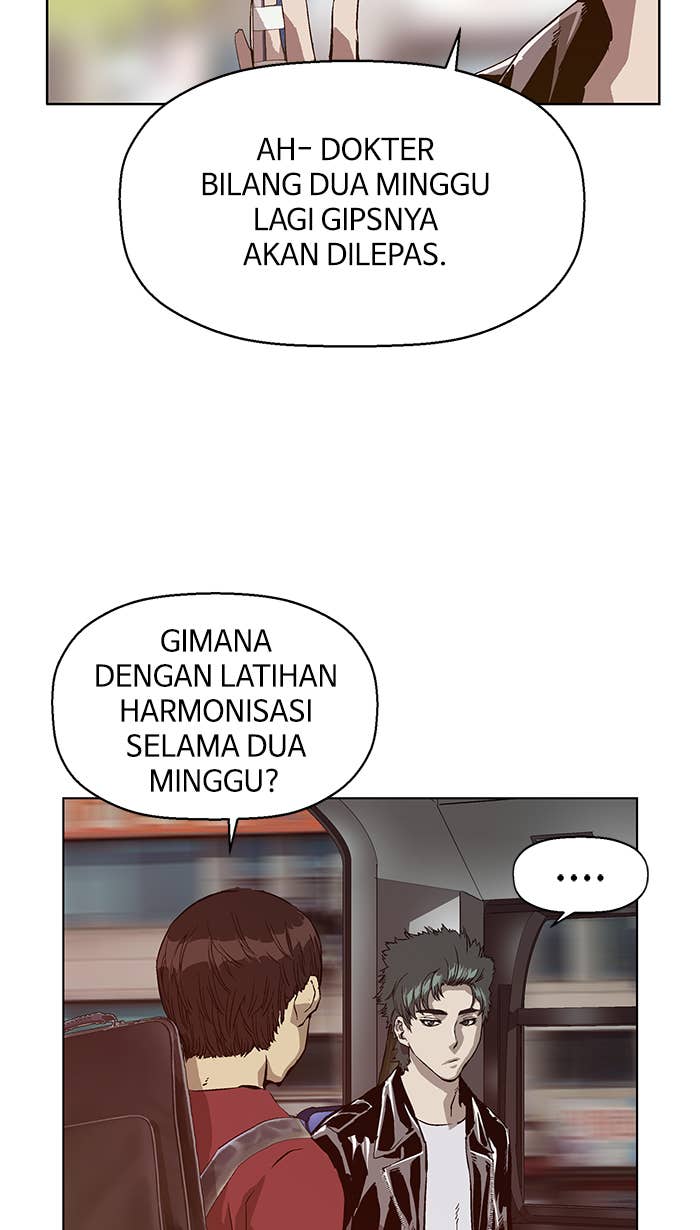 AH- DOKTER
BILANG DUA MINGGU
LAGI GIPSNYA
AKAN DILEPAS.
GIMANA
DENGAN LATIHAN
HARMONISASI
SELAMA DUA
MINGGU?
....